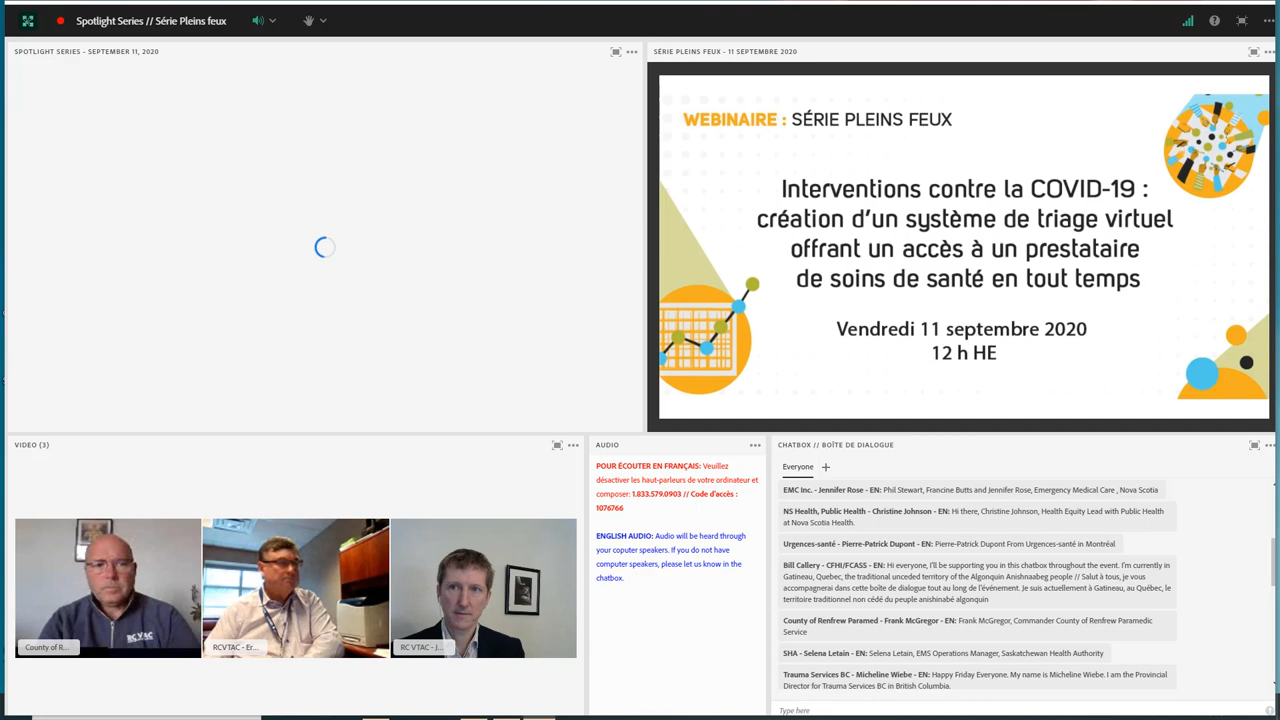 Spotlight Series // Série Pleins feux
SPOTLIGHT SERIES - SEPTEMBER 11, 2020
SÉRIE PLEINS FEUX - 11 SEPTEMBRE 2020
WEBINAIRE : SÉRIE PLEINS FEUX
Interventions contre la COVID-19 :
création d'un système de triage virtuel
offrant un accès à un prestataire
de soins de santé en tout temps
Vendredi 11 septembre 2020
12 h HE
VIDEO (3)
RCVTAC
County of R...
RCVTAC - Er...
RC VTAC - J...
AUDIO
POUR ÉCOUTER EN FRANÇAIS: Veuillez
désactiver les haut-parleurs de votre ordinateur et
composer: 1.833.579.0903 // Code d'accès :
1076766
ENGLISH AUDIO: Audio will be heard through
your coputer speakers. If you do not have
computer speakers, please let us know in the
chatbox.
CHATBOX // BOÎTE DE DIALOGUE
Everyone
EMC Inc. - Jennifer Rose - EN: Phil Stewart, Francine Butts and Jennifer Rose, Emergency Medical Care , Nova Scotia
NS Health, Public Health - Christine Johnson - EN: Hi there, Christine Johnson, Health Equity Lead with Public Health
at Nova Scotia Health.
Urgences-santé - Pierre-Patrick Dupont - EN: Pierre-Patrick Dupont From Urgences-santé in Montréal
Bill Callery - CFHI/FCASS - EN: Hi everyone, I'll be supporting you in this chatbox throughout the event. I'm currently in
Gatineau, Quebec, the traditional unceded territory of the Algonquin Anishnaabeg people // Salut à tous, je vous
accompagnerai dans cette boîte de dialogue tout au long de l'événement. Je suis actuellement à Gatineau, au Québec, le
territoire traditionnel non cédé du peuple anishinabé algonquin
County of Renfrew Paramed - Frank McGregor - EN: Frank McGregor, Commander County of Renfrew Paramedic
Service
SHA - Selena Letain - EN: Selena Letain, EMS Operations Manager, Saskatchewan Health Authority
Trauma Services BC - Micheline Wiebe - EN: Happy Friday Everyone. My name is Micheline Wiebe. I am the Provincial
Director for Trauma Services BC in British Columbia.
Type here